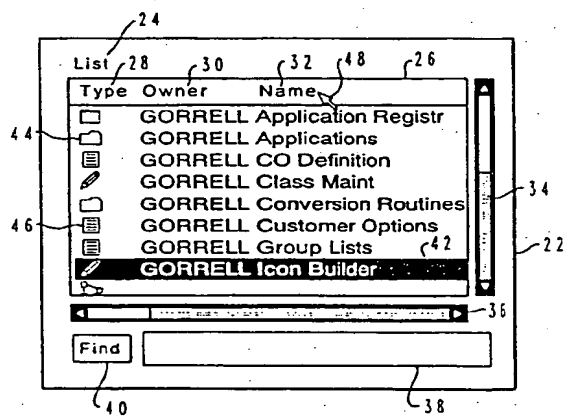 24
List 28 30 32 48 26
Type Owner Name
GORRELL Application Registr
44 GORRELL Applications
GORRELL CO Definition
GORRELL Class Maint 34
GORRELL Conversion Routines
46 GORRELL Customer Options 22
GORRELL Group Lists 42
GORRELL Icon Builder
36
Find
40 38